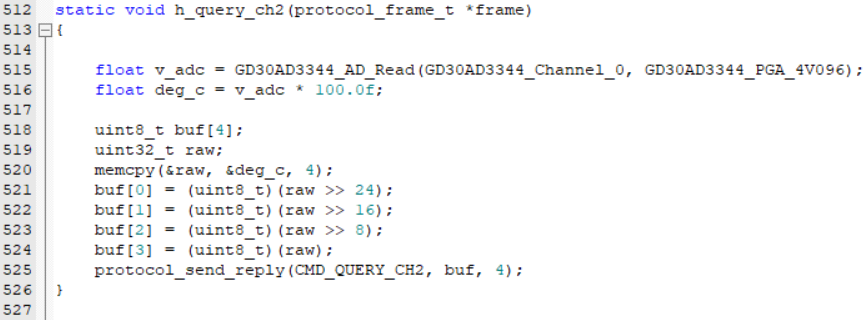 512 static void h_query_ch2(protocol_frame_t *frame)
513 {
514
515     float v_adc = GD30AD3344_AD_Read(GD30AD3344_Channel_0, GD30AD3344_PGA_4V096);
516     float deg_c = v_adc * 100.0f;
517
518     uint8_t buf[4];
519     uint32_t raw;
520     memcpy(&raw, &deg_c, 4);
521     buf[0] = (uint8_t)(raw >> 24);
522     buf[1] = (uint8_t)(raw >> 16);
523     buf[2] = (uint8_t)(raw >> 8);
524     buf[3] = (uint8_t)(raw);
525     protocol_send_reply(CMD_QUERY_CH2, buf, 4);
526 }
527